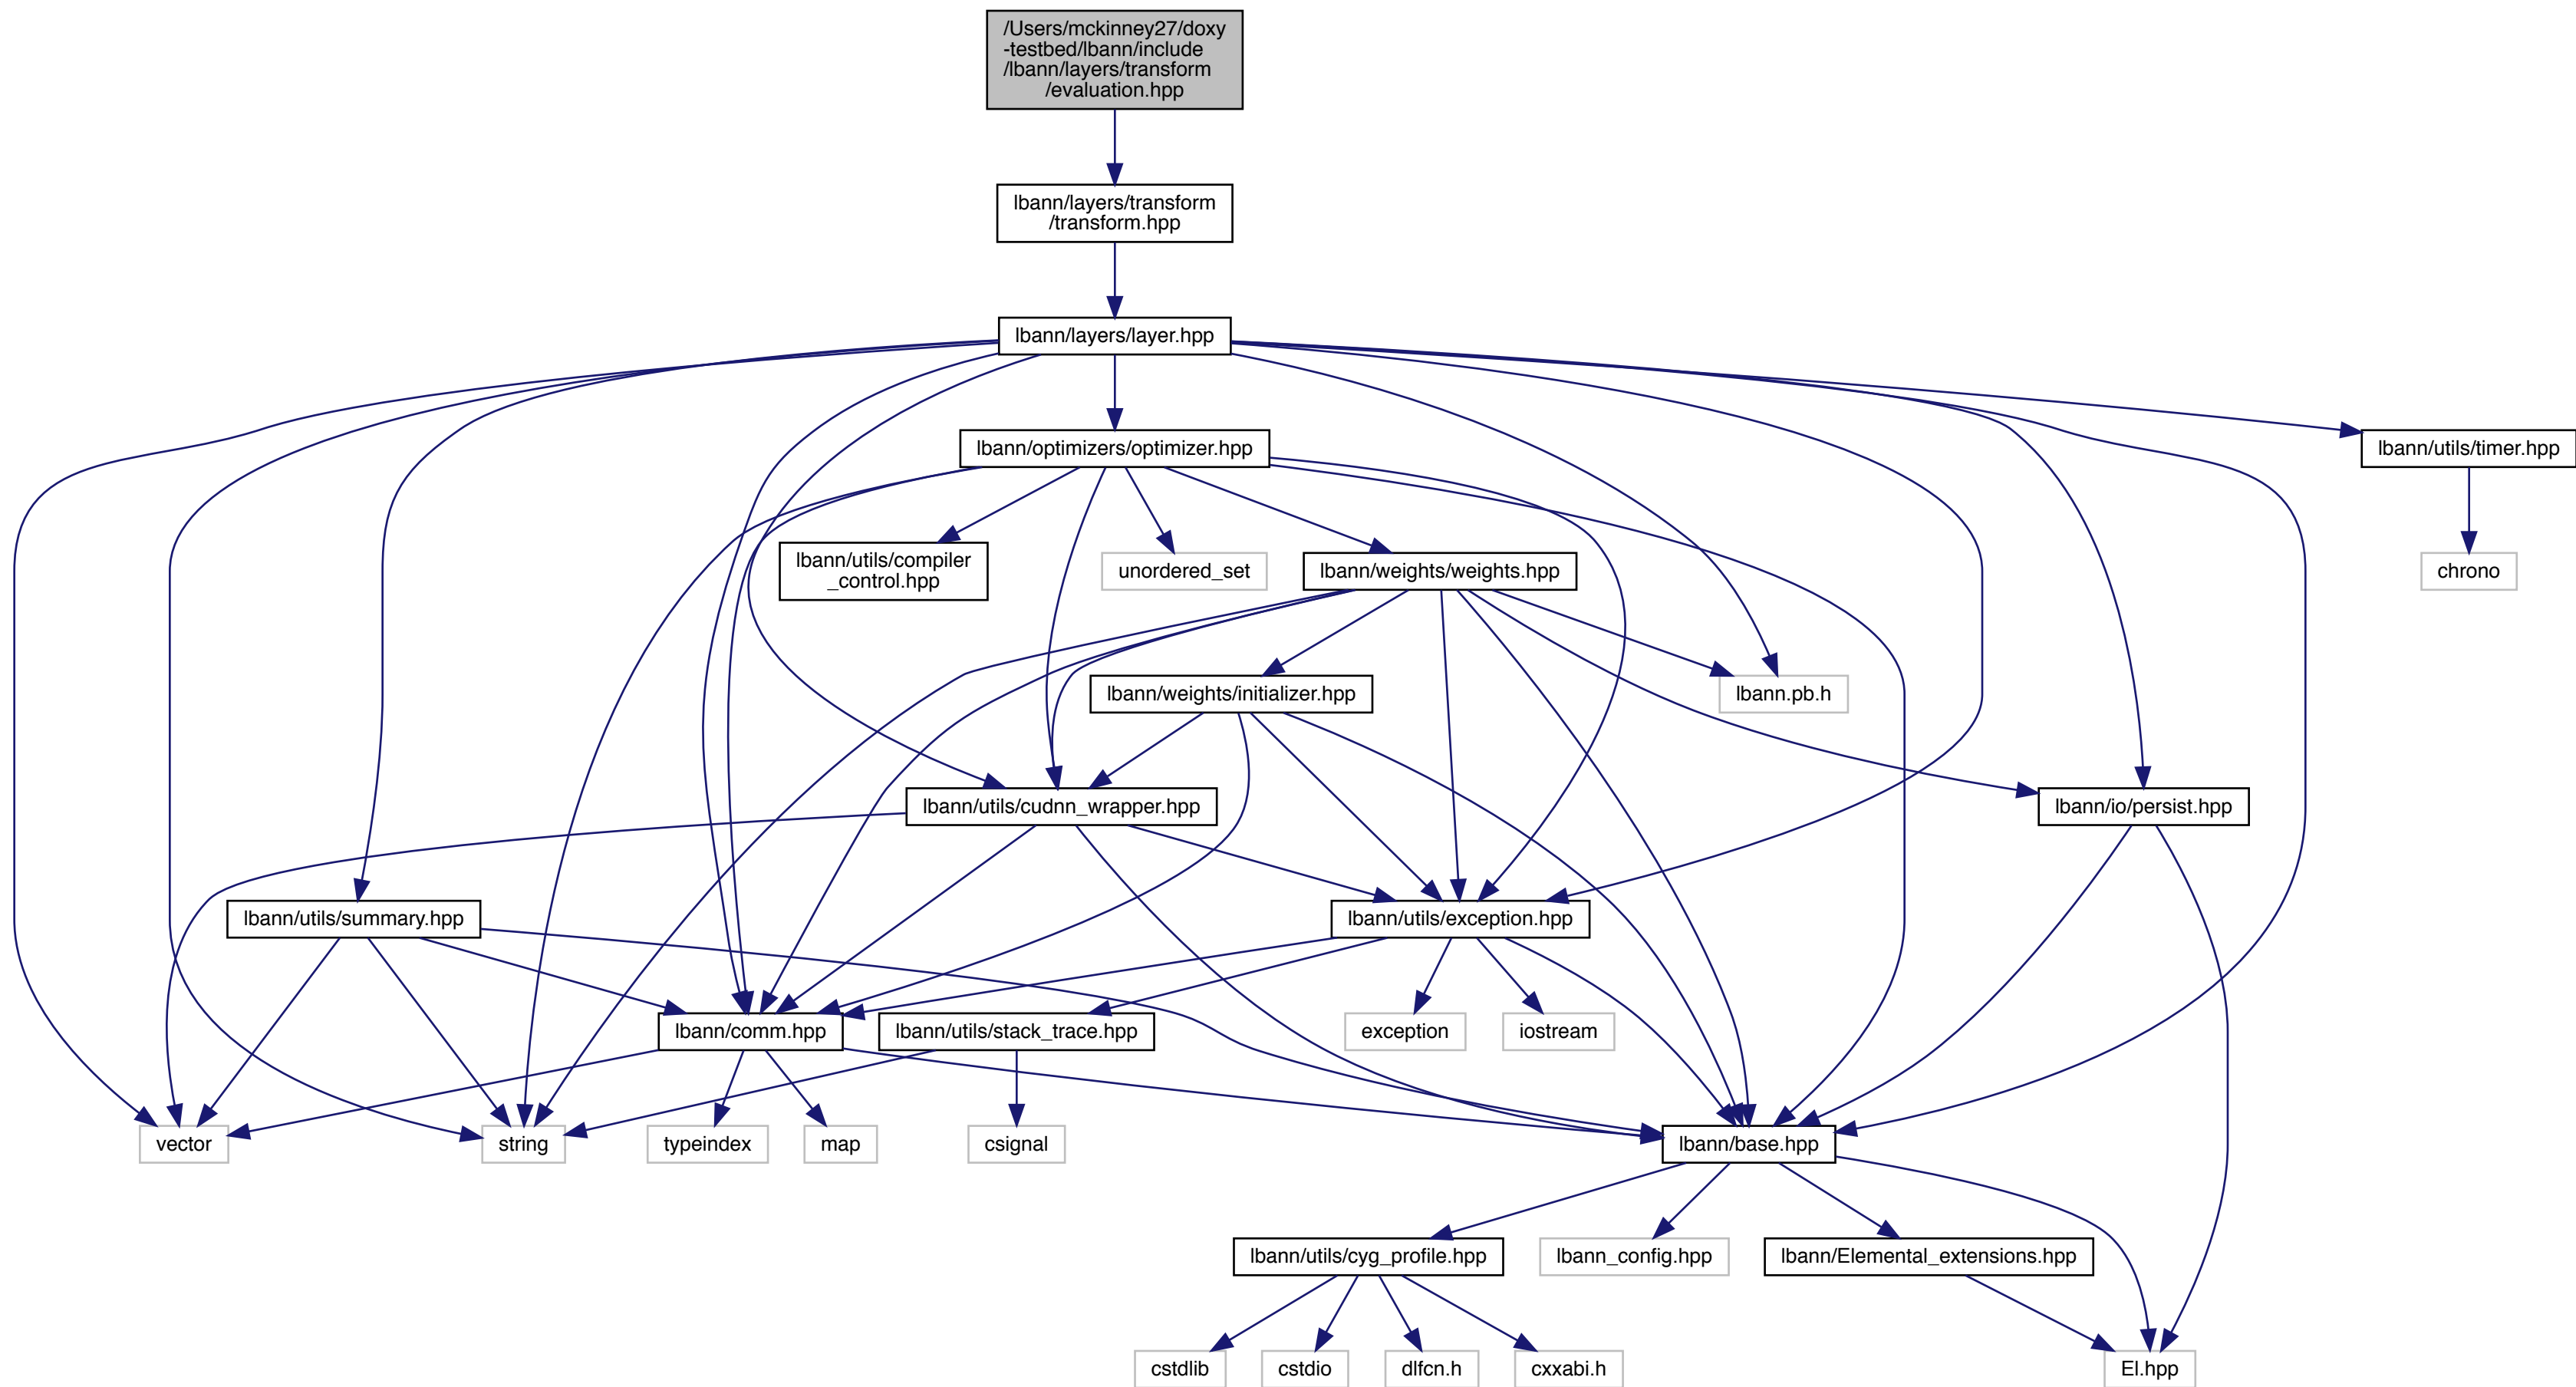 /Users/mckinney27/doxy
-testbed/lbann/include
/lbann/layers/transform
/evaluation.hpp
lbann/layers/transform
/transform.hpp
lbann/layers/layer.hpp
lbann/optimizers/optimizer.hpp
lbann/utils/timer.hpp
lbann/utils/compiler
_control.hpp
unordered_set
lbann/weights/weights.hpp
chrono
lbann/weights/initializer.hpp
lbann.pb.h
lbann/utils/cudnn_wrapper.hpp
lbann/io/persist.hpp
lbann/utils/summary.hpp
lbann/utils/exception.hpp
lbann/comm.hpp
lbann/utils/stack_trace.hpp
exception
iostream
vector
string
typeindex
map
csignal
lbann/base.hpp
lbann/utils/cyg_profile.hpp
lbann_config.hpp
lbann/Elemental_extensions.hpp
cstdlib
cstdio
dlfcn.h
cxxabi.h
El.hpp